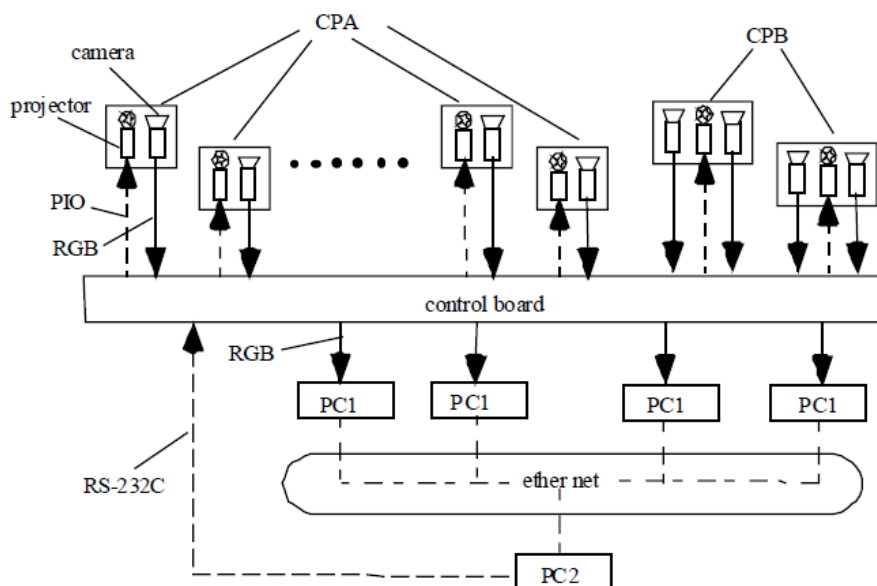 CPA
CPB
camera
projector
PIO
RGB
control board
RGB
PC1
PC1
PC1
PC1
RS-232C
ether net
PC2